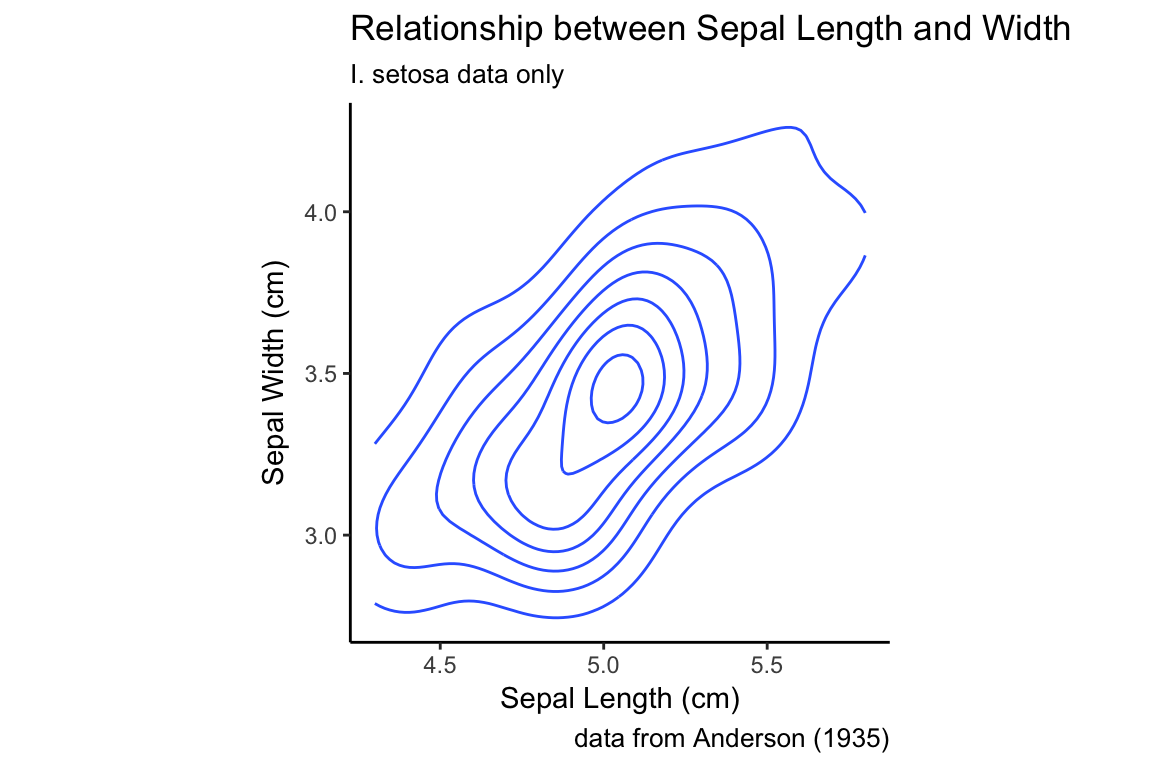 Relationship between Sepal Length and Width
I. setosa data only
4.0
3.5
3.0
Sepal Width (cm)
4.5 5.0 5.5
Sepal Length (cm)
data from Anderson (1935)